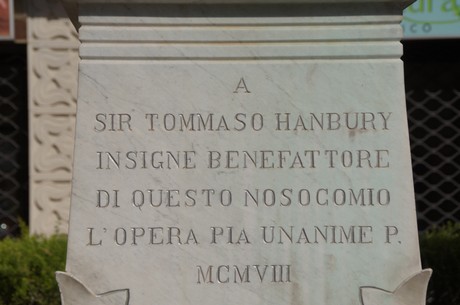 A
SIR TOMMASO HANBURY
INSIGNE BENEFATTORE
DI QUESTO NOSOCOMIO
L'OPERA PIA UNANIME P.
MCMVIII